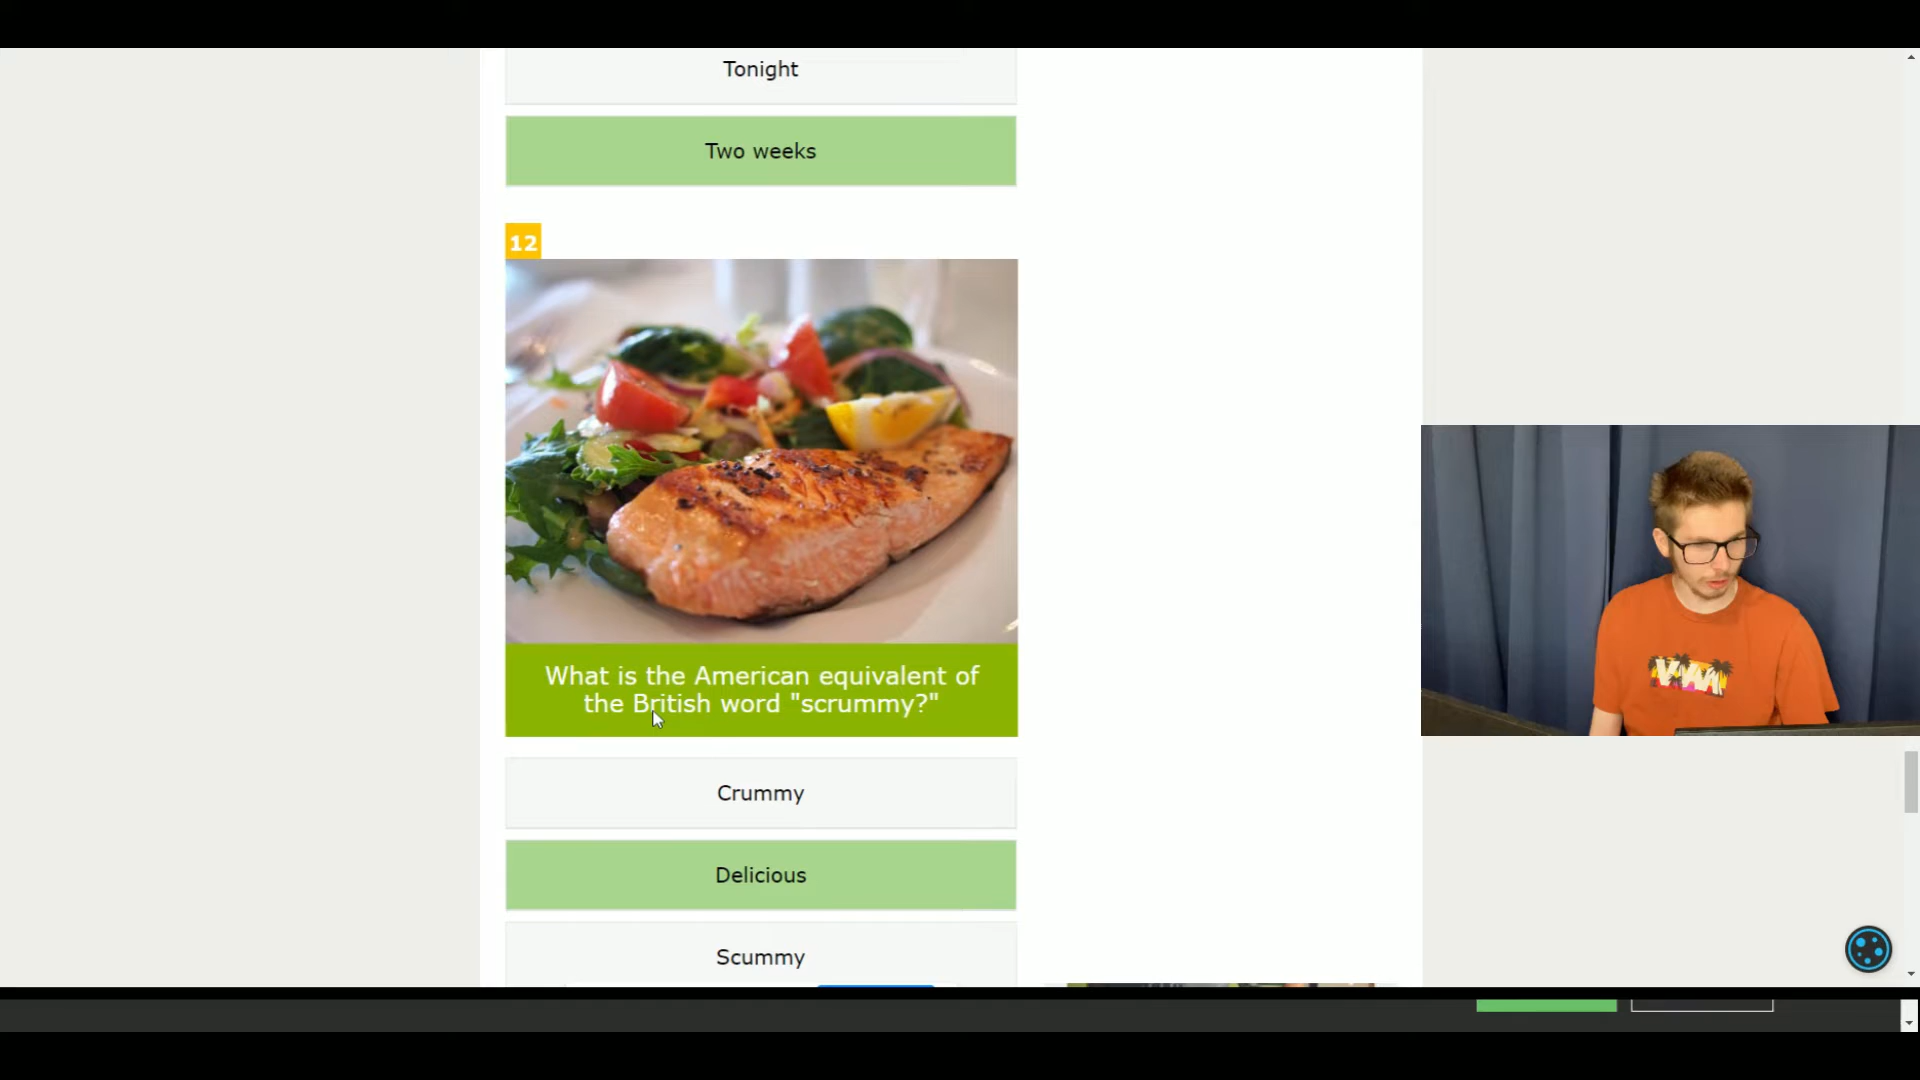 Tonight
Two weeks
12
What is the American equivalent of
the British word "scrummy?"
Crummy
Delicious
Scummy